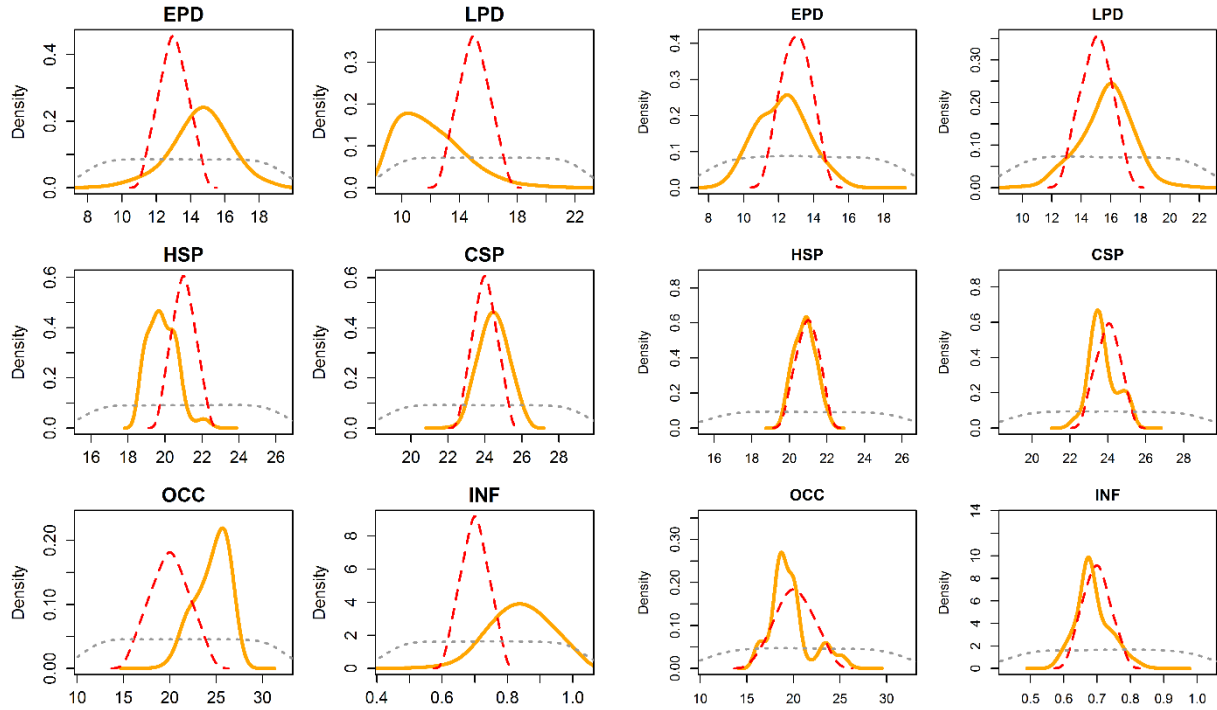 EPD LPD EPD LPD
Density 0.0 0.2 0.4
Density 0.0 0.1 0.2 0.3
Density 0.0 0.1 0.2 0.3 0.4
Density 0.00 0.10 0.20 0.30
8 10 12 14 16 18
10 14 18 22
8 10 12 14 16 18
10 12 14 16 18 20 22
HSP CSP HSP CSP
Density 0.0 0.2 0.4 0.6
Density 0.0 0.2 0.4 0.6
Density 0.0 0.2 0.4 0.6 0.8
Density 0.0 0.2 0.4 0.6 0.8
16 18 20 22 24 26
20 22 24 26 28
16 18 20 22 24 26
20 22 24 26 28
OCC INF OCC INF
Density 0.00 0.10 0.20
Density 0 2 4 6 8
Density 0.00 0.10 0.20 0.30
Density 0 2 4 6 8 10 12 14
10 15 20 25 30
0.4 0.6 0.8 1.0
10 15 20 25 30
0.5 0.6 0.7 0.8 0.9 1.0